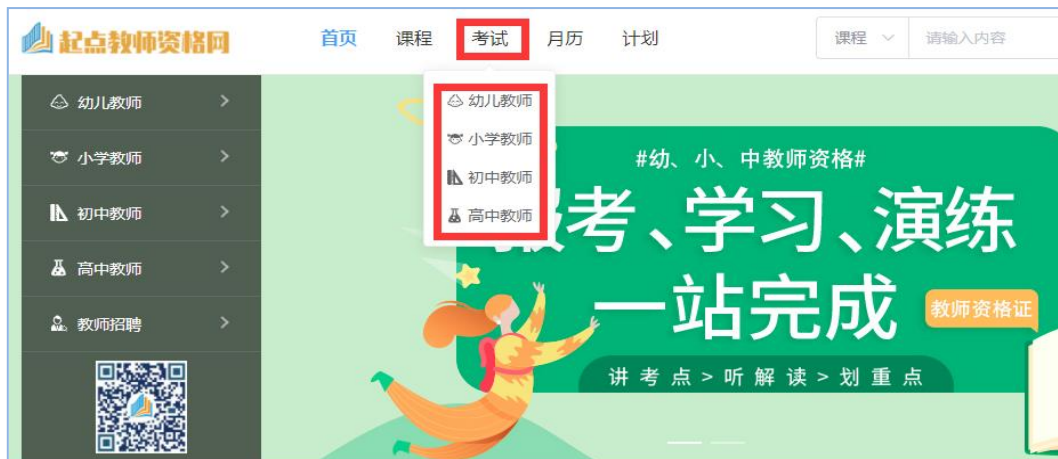 起点教师资格网
首页 课程 考试 月历 计划 课程 请输入内容
幼儿教师
小学教师
初中教师
高中教师
教师招聘
幼儿教师
小学教师
初中教师
高中教师
#幼、小、中教师资格#
报考、学习、演练
一站完成
教师资格证
讲考点>听解读>划重点